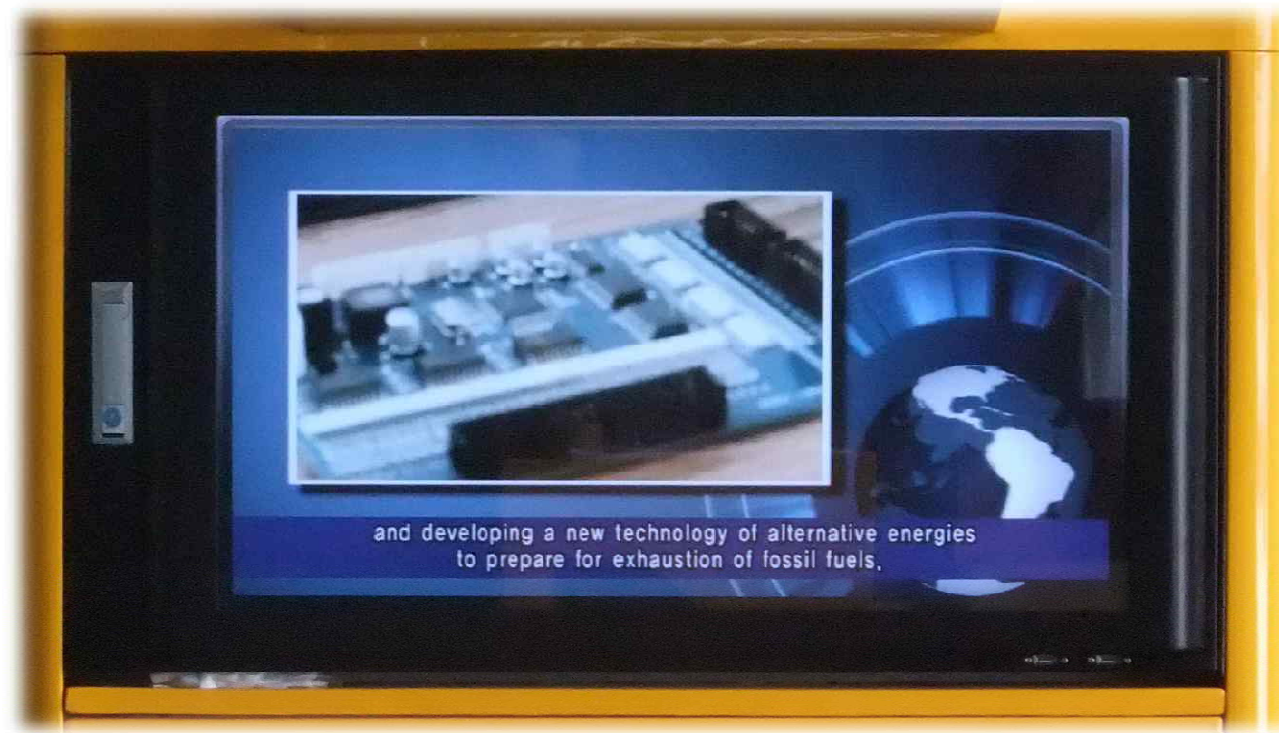 and developing a new technology of alternative energies
to prepare for exhaustion of fossil fuels,